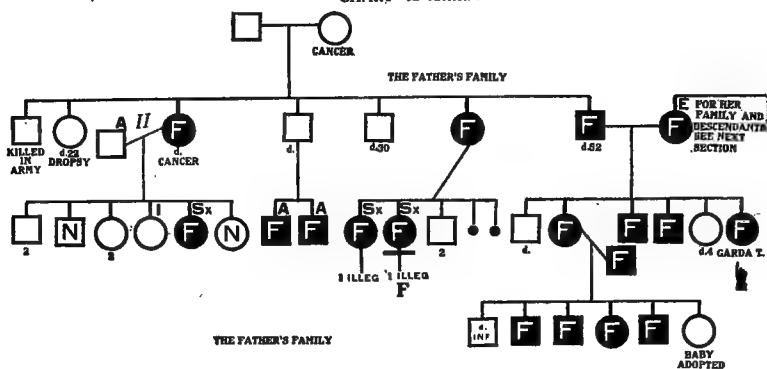 CANCER
THE FATHER'S FAMILY
KILLED IN ARMY
d.22 DROPSY
A
II
F
d. CANCER
d.
d.30
F
F
d.52
F
E
FOR HER
FAMILY AND
DESCENDANTS
SEE NEXT
SECTION
2
N
2
I
F
Sx
N
F
A
F
A
F
Sx
F
Sx
2
d.
F
F
F
F
d.4
F
GARDA T.
1 ILLEG
1 ILLEG
F
d. INF
F
F
F
F
BABY
ADOPTED
THE FATHER'S FAMILY